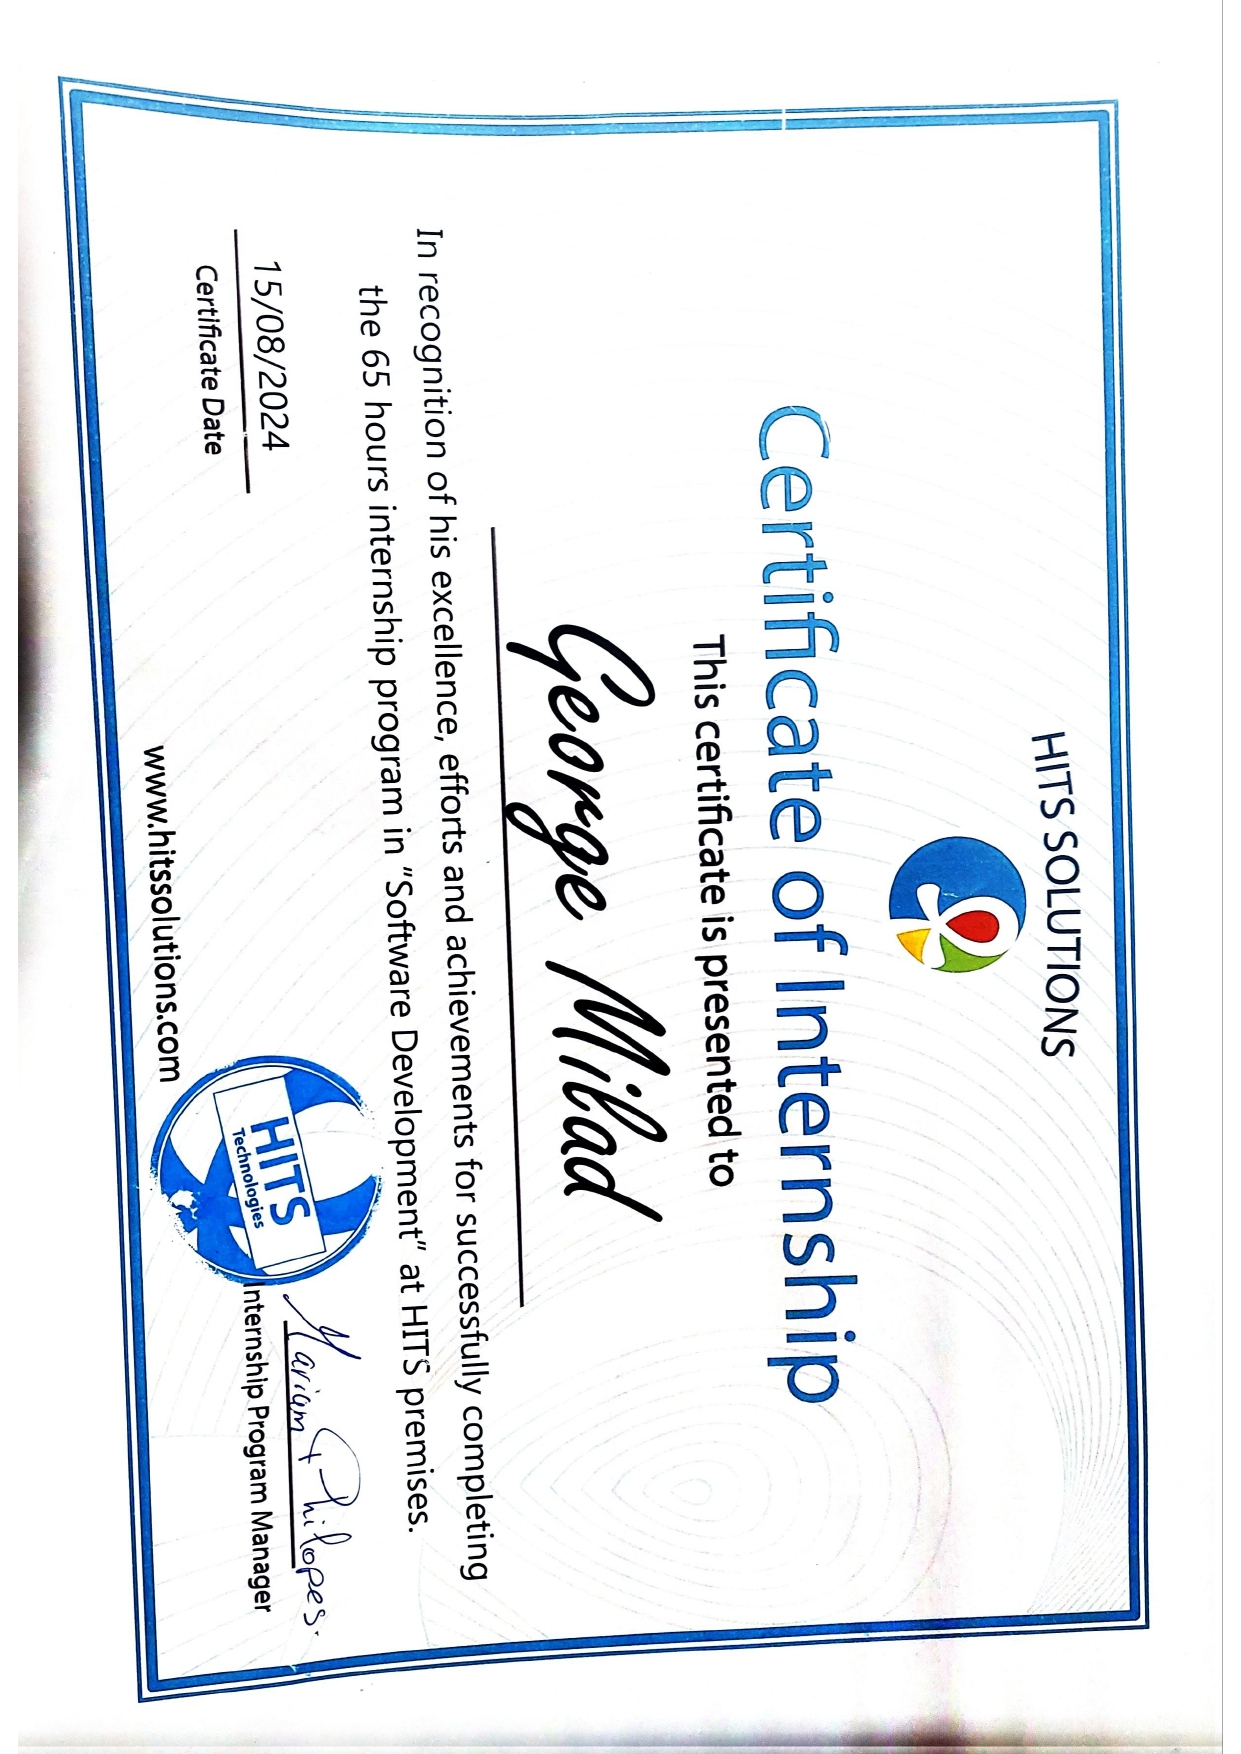 HITS SOLUTIONS
Certificate of Internship
This certificate is presented to
George Milad
In recognition of his excellence, efforts and achievements for successfully completing
the 65 hours internship program in "Software Development" at HITS premises.
15/08/2024
Certificate Date
www.hitssolutions.com
HITS
Technologies
Mariam Philopes.
Internship Program Manager